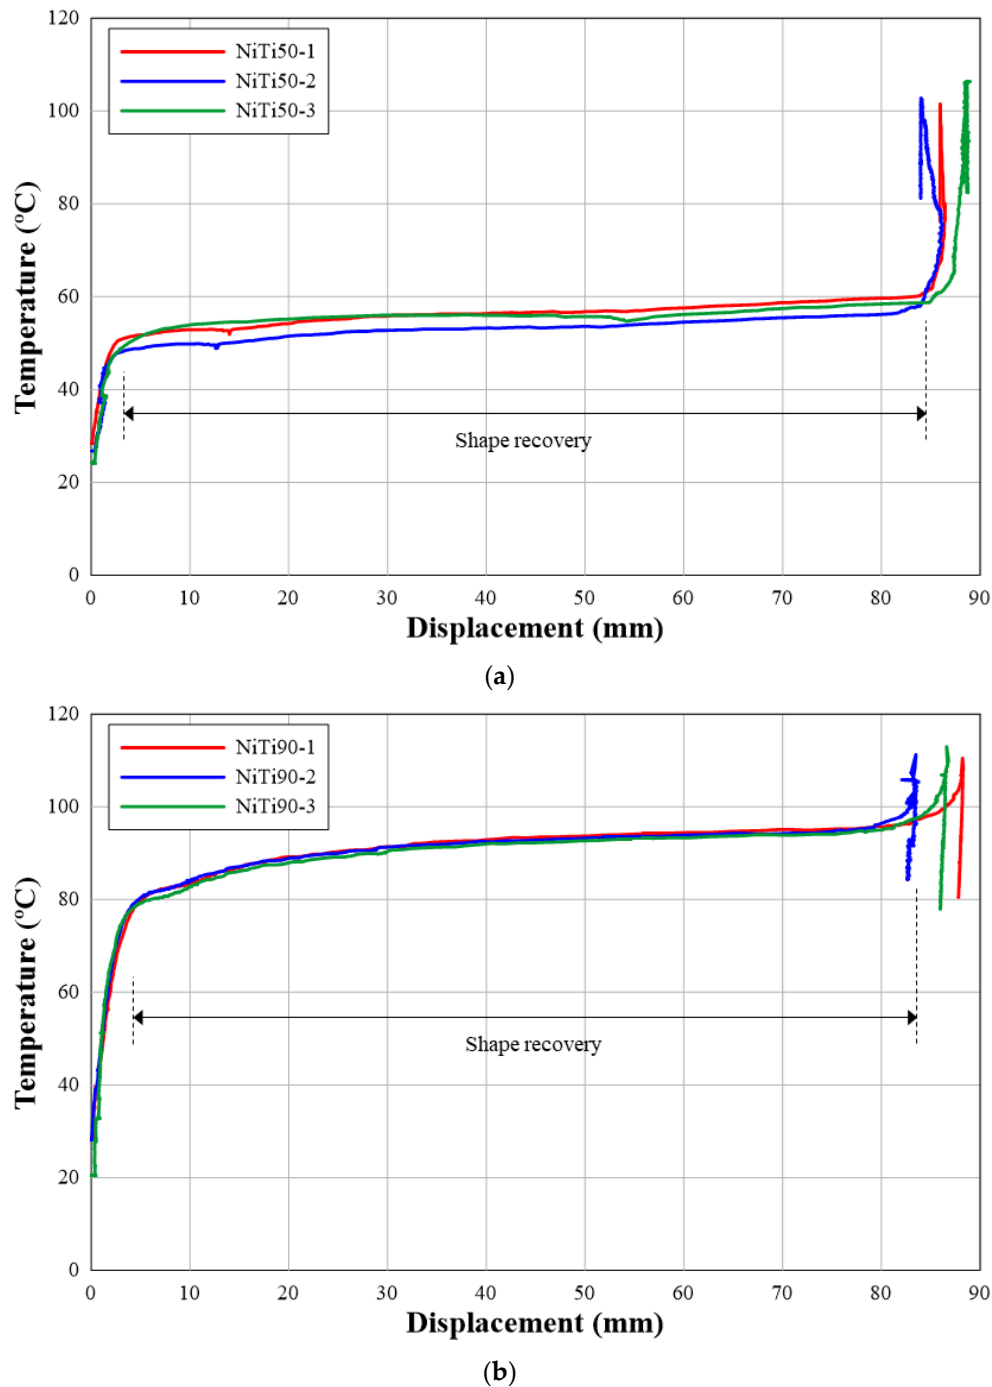 120
NiTi50-1
NiTi50-2
NiTi50-3
100
80
60
40
20
0
Temperature (°C)
Shape recovery
0 10 20 30 40 50 60 70 80 90
Displacement (mm)
(a)
120
NiTi90-1
NiTi90-2
NiTi90-3
100
80
60
40
20
0
Temperature (°C)
Shape recovery
0 10 20 30 40 50 60 70 80 90
Displacement (mm)
(b)